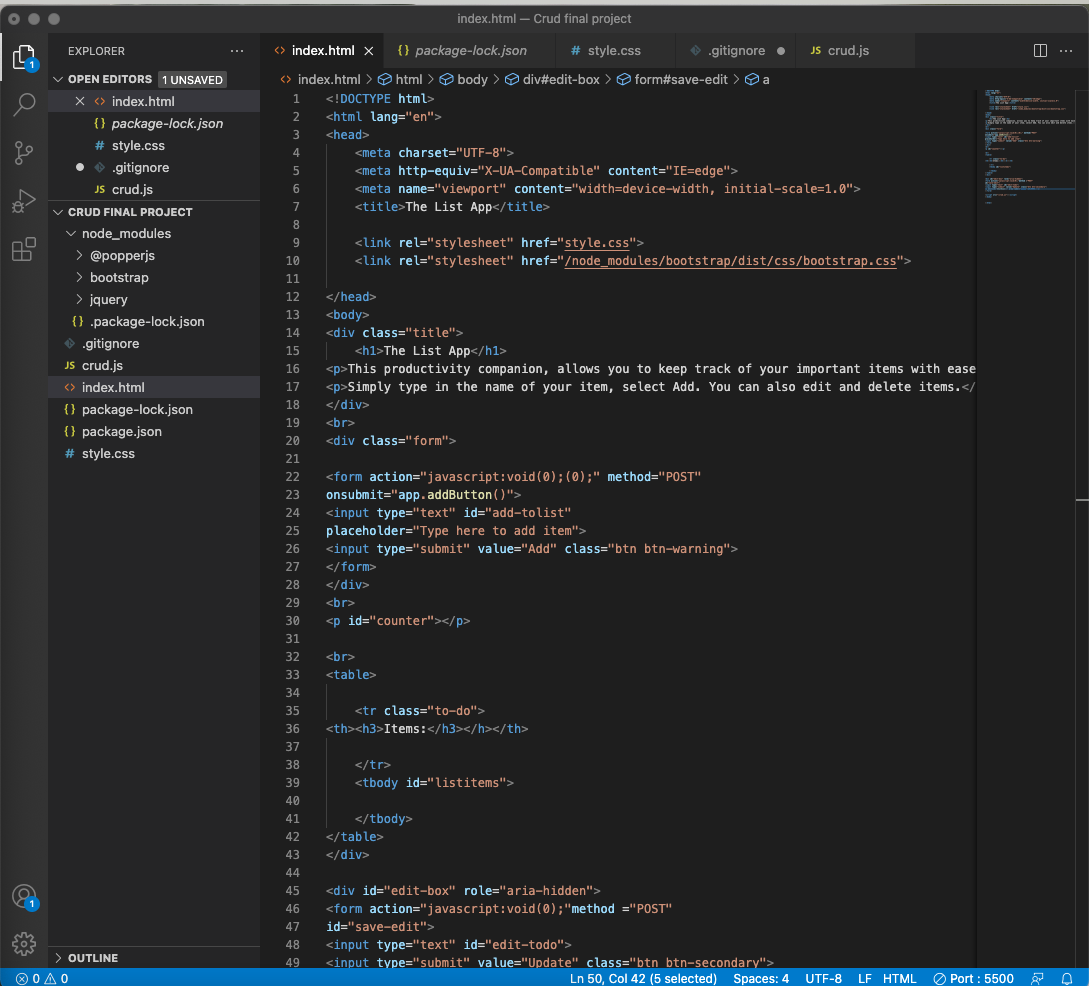 index.html — Crud final project
EXPLORER
OPEN EDITORS 1 UNSAVED
index.html
package-lock.json
style.css
.gitignore
crud.js
CRUD FINAL PROJECT
node_modules
@popperjs
bootstrap
jquery
.package-lock.json
.gitignore
crud.js
index.html
package-lock.json
package.json
style.css
OUTLINE
1
1
index.html package-lock.json style.css .gitignore crud.js
index.html > html > body > div#edit-box > form#save-edit > a
1 <!DOCTYPE html>
2 <html lang="en">
3 <head>
4 <meta charset="UTF-8">
5 <meta http-equiv="X-UA-Compatible" content="IE=edge">
6 <meta name="viewport" content="width=device-width, initial-scale=1.0">
7 <title>The List App</title>
8
9 <link rel="stylesheet" href="style.css">
10 <link rel="stylesheet" href="/node_modules/bootstrap/dist/css/bootstrap.css">
11
12 </head>
13 <body>
14 <div class="title">
15 <h1>The List App</h1>
16 <p>This productivity companion, allows you to keep track of your important items with ease
17 <p>Simply type in the name of your item, select Add. You can also edit and delete items.</
18 </div>
19 <br>
20 <div class="form">
21
22 <form action="javascript:void(0);(0);" method="POST"
23 onsubmit="app.addButton()">
24 <input type="text" id="add-tolist"
25 placeholder="Type here to add item">
26 <input type="submit" value="Add" class="btn btn-warning">
27 </form>
28 </div>
29 <br>
30 <p id="counter"></p>
31
32 <br>
33 <table>
34
35 <tr class="to-do">
36 <th><h3>Items:</h3></h></th>
37
38 </tr>
39 <tbody id="listitems">
40
41 </tbody>
42 </table>
43 </div>
44
45 <div id="edit-box" role="aria-hidden">
46 <form action="javascript:void(0);"method ="POST"
47 id="save-edit">
48 <input type="text" id="edit-todo">
49 <input type="submit" value="Update" class="btn btn-secondary">
0 0 Ln 50, Col 42 (5 selected) Spaces: 4 UTF-8 LF HTML Port : 5500